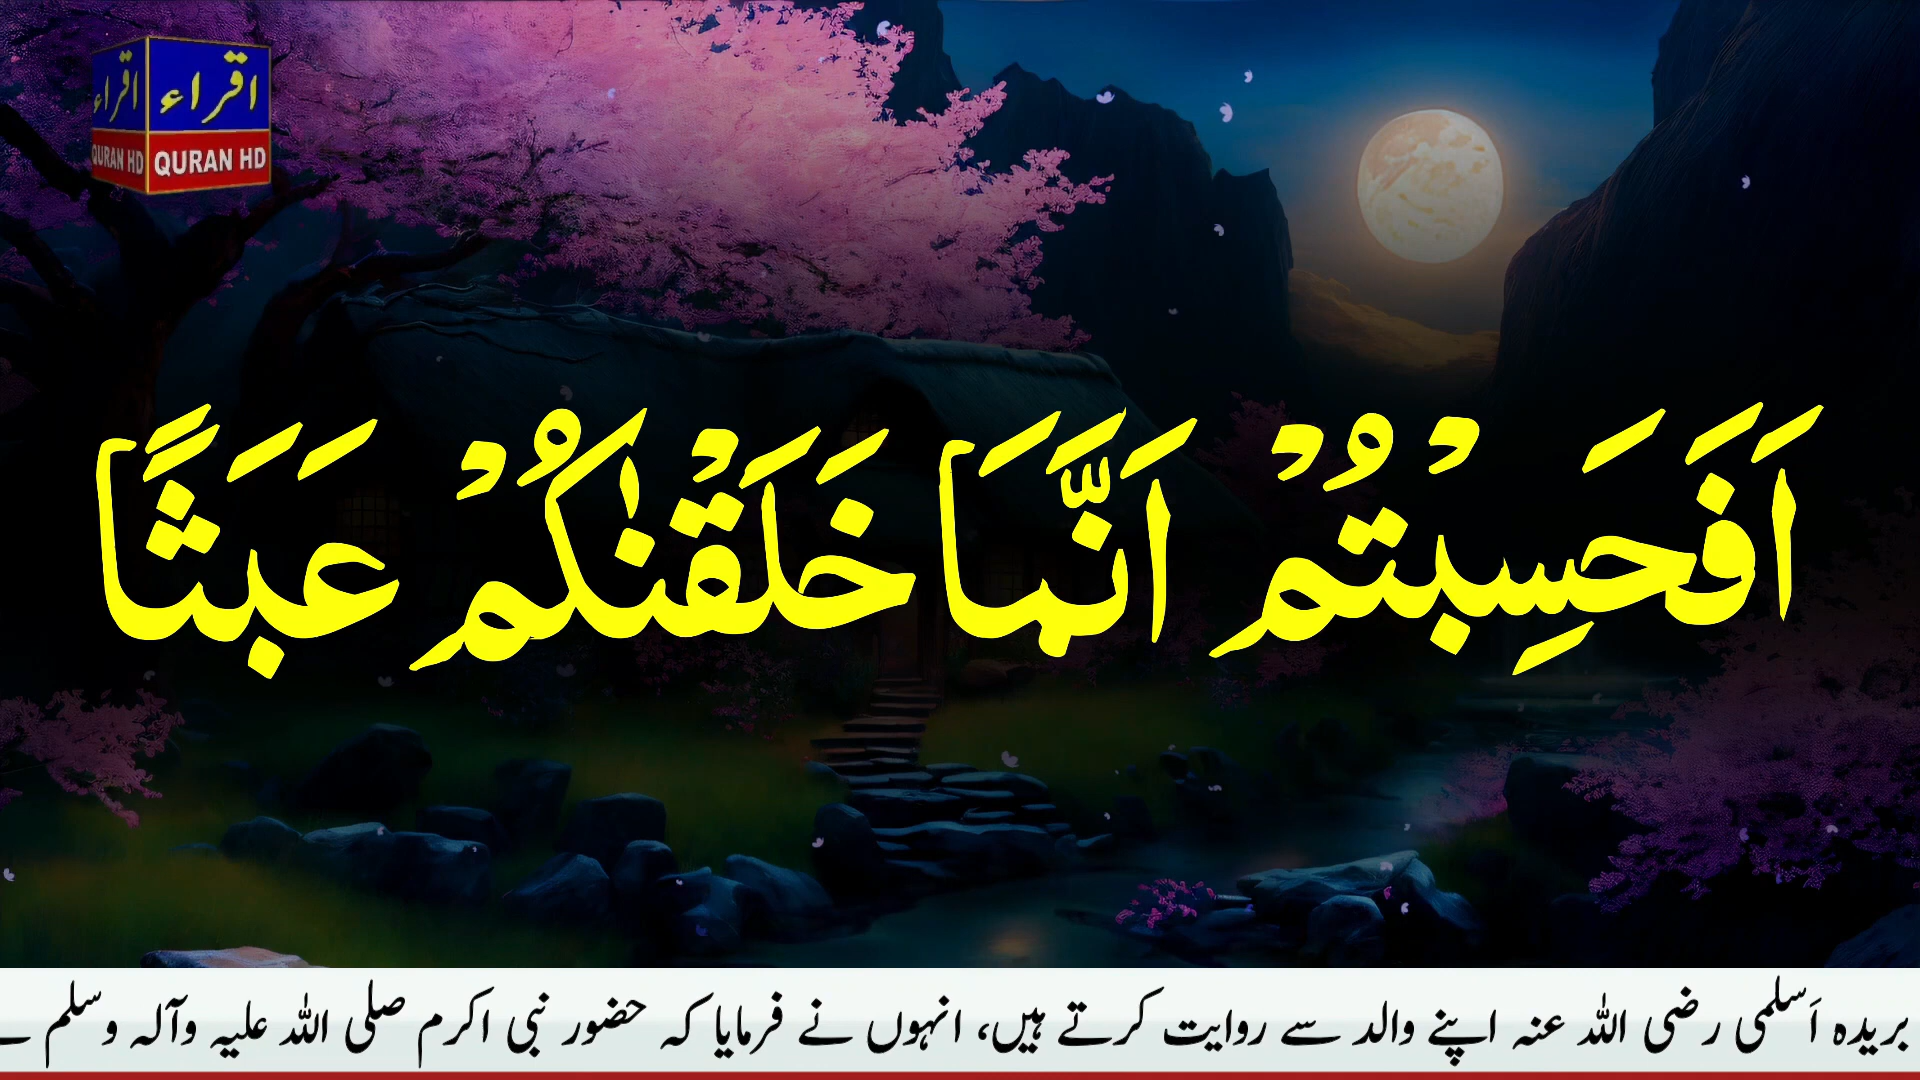 اقراء اقراء
QURAN HD QURAN HD
اَفَحَسِبْتُمْ اَنَّمَا خَلَقْنٰكُمْ عَبَثًا
بریدہ اَسلمی رضی اللہ عنہ اپنے والد سے روایت کرتے ہیں، انہوں نے فرمایا کہ حضور نبی اکرم صلی اللہ علیہ وآلہ وسلم